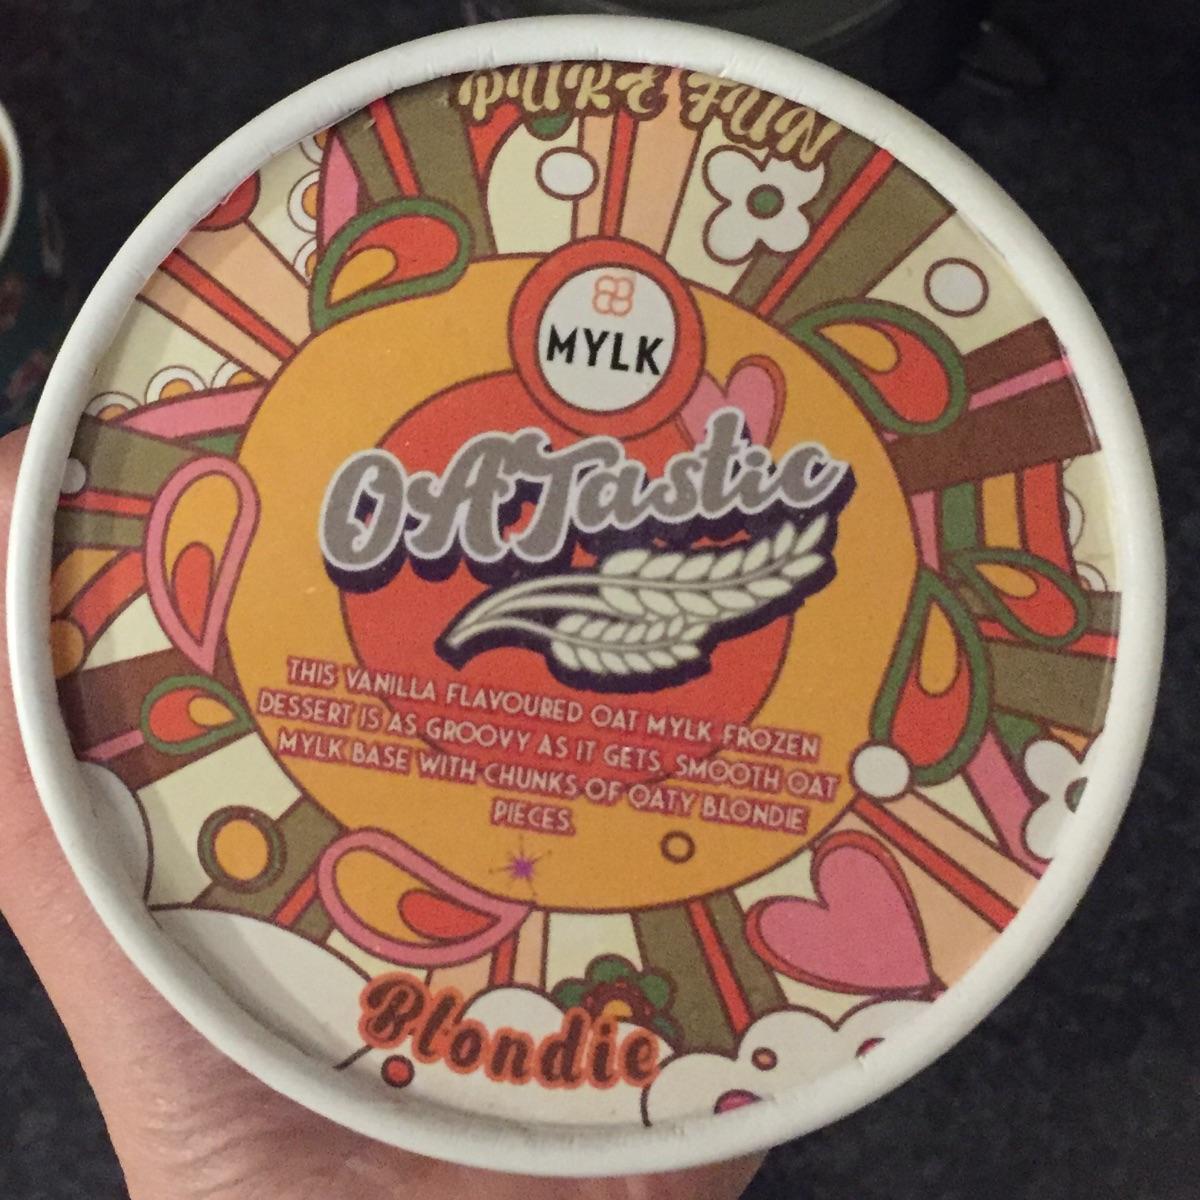 PURE FUN
MYLK
OATastic
THIS VANILLA FLAVOURED OAT MYLK FROZEN
DESSERT IS AS GROOVY AS IT GETS. SMOOTH OAT
MYLK BASE WITH CHUNKS OF OATY BLONDIE
PIECES.
Blondie